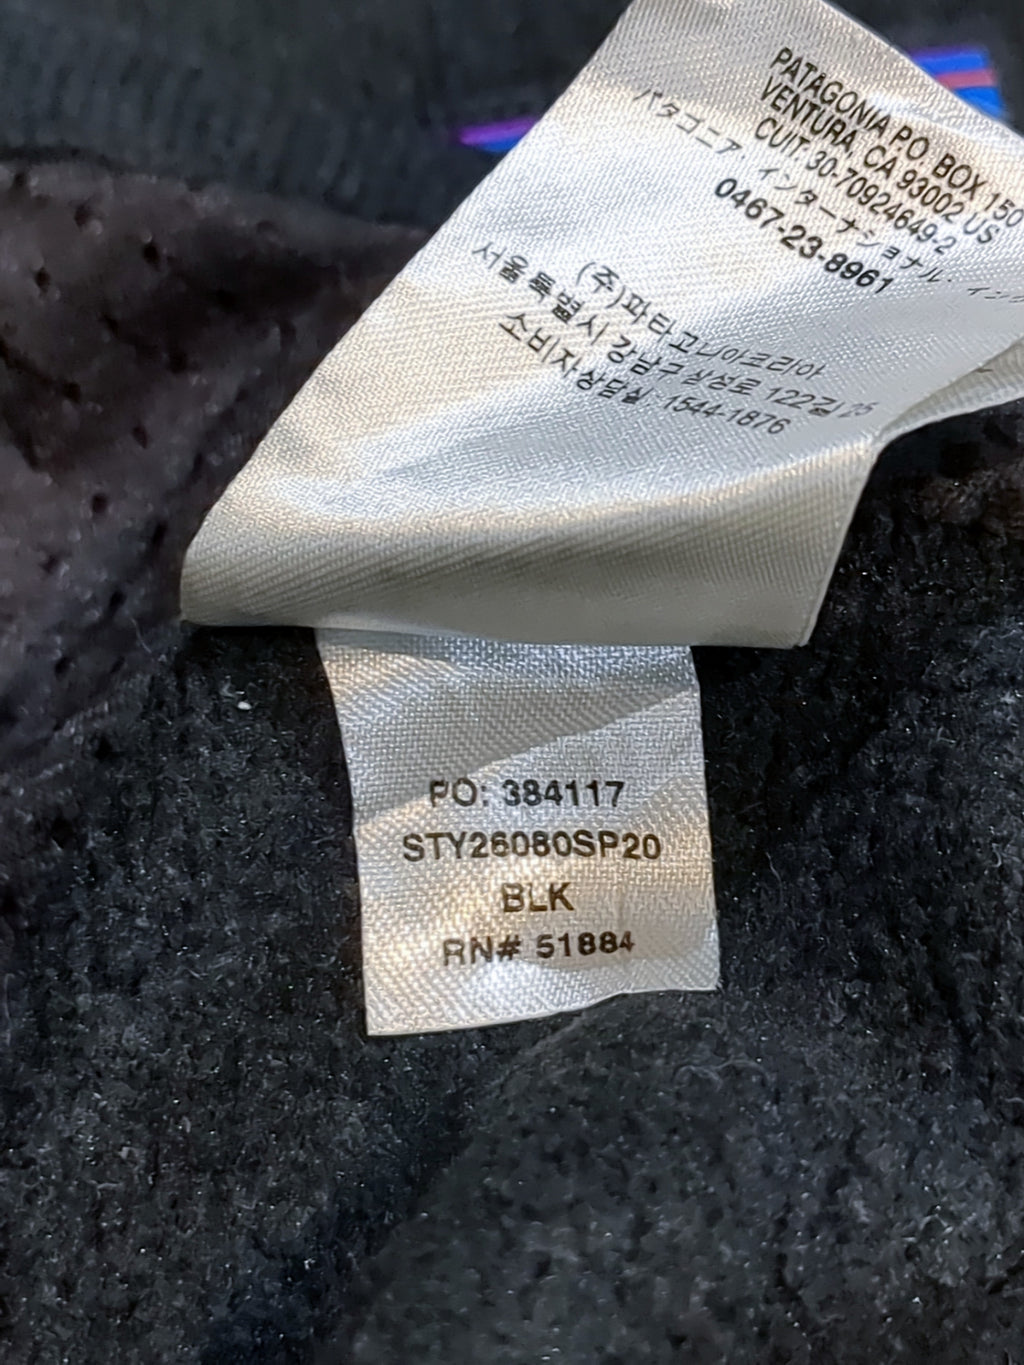 PATAGONIA P.O. BOX 150
VENTURA, CA 93002 US
CUIT. 30-70924649-2
パタゴニア・インターナショナル・イン
0467-23-8961
(주)파타고니아코리아
서울특별시 강남구 삼성로 122길
소비자상담실: 1544-1876
PO: 384117
STY26080SP20
BLK
RN# 51884